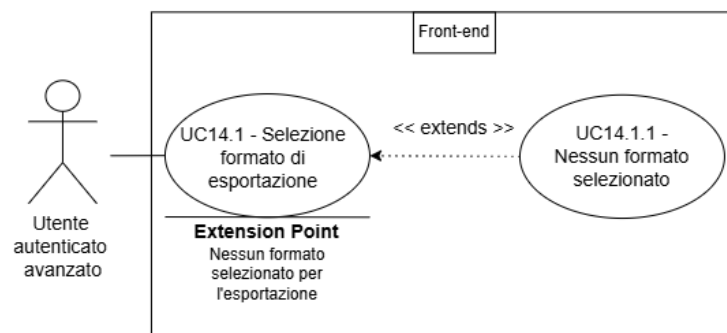 Front-end
UC14.1 - Selezione
formato di
esportazione
<< extends >>
UC14.1.1 -
Nessun formato
selezionato
Utente
autenticato
avanzato
Extension Point
Nessun formato
selezionato per
l'esportazione